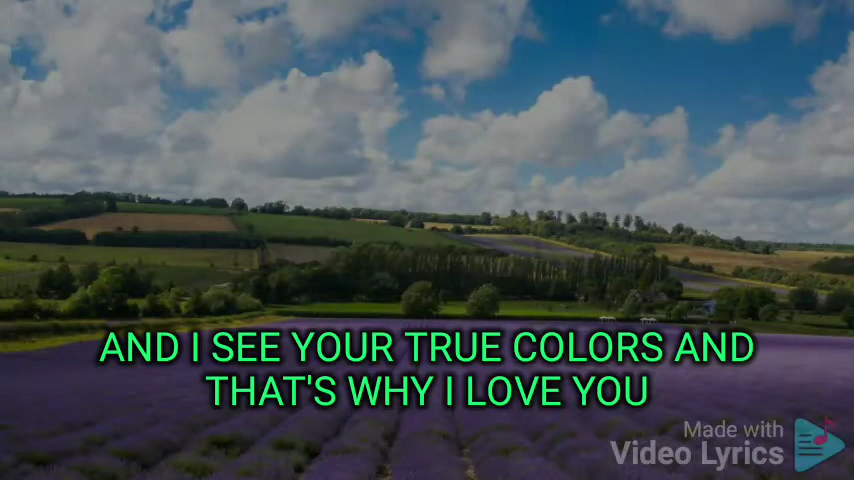 AND I SEE YOUR TRUE COLORS AND
THAT'S WHY I LOVE YOU
Made with
Video Lyrics